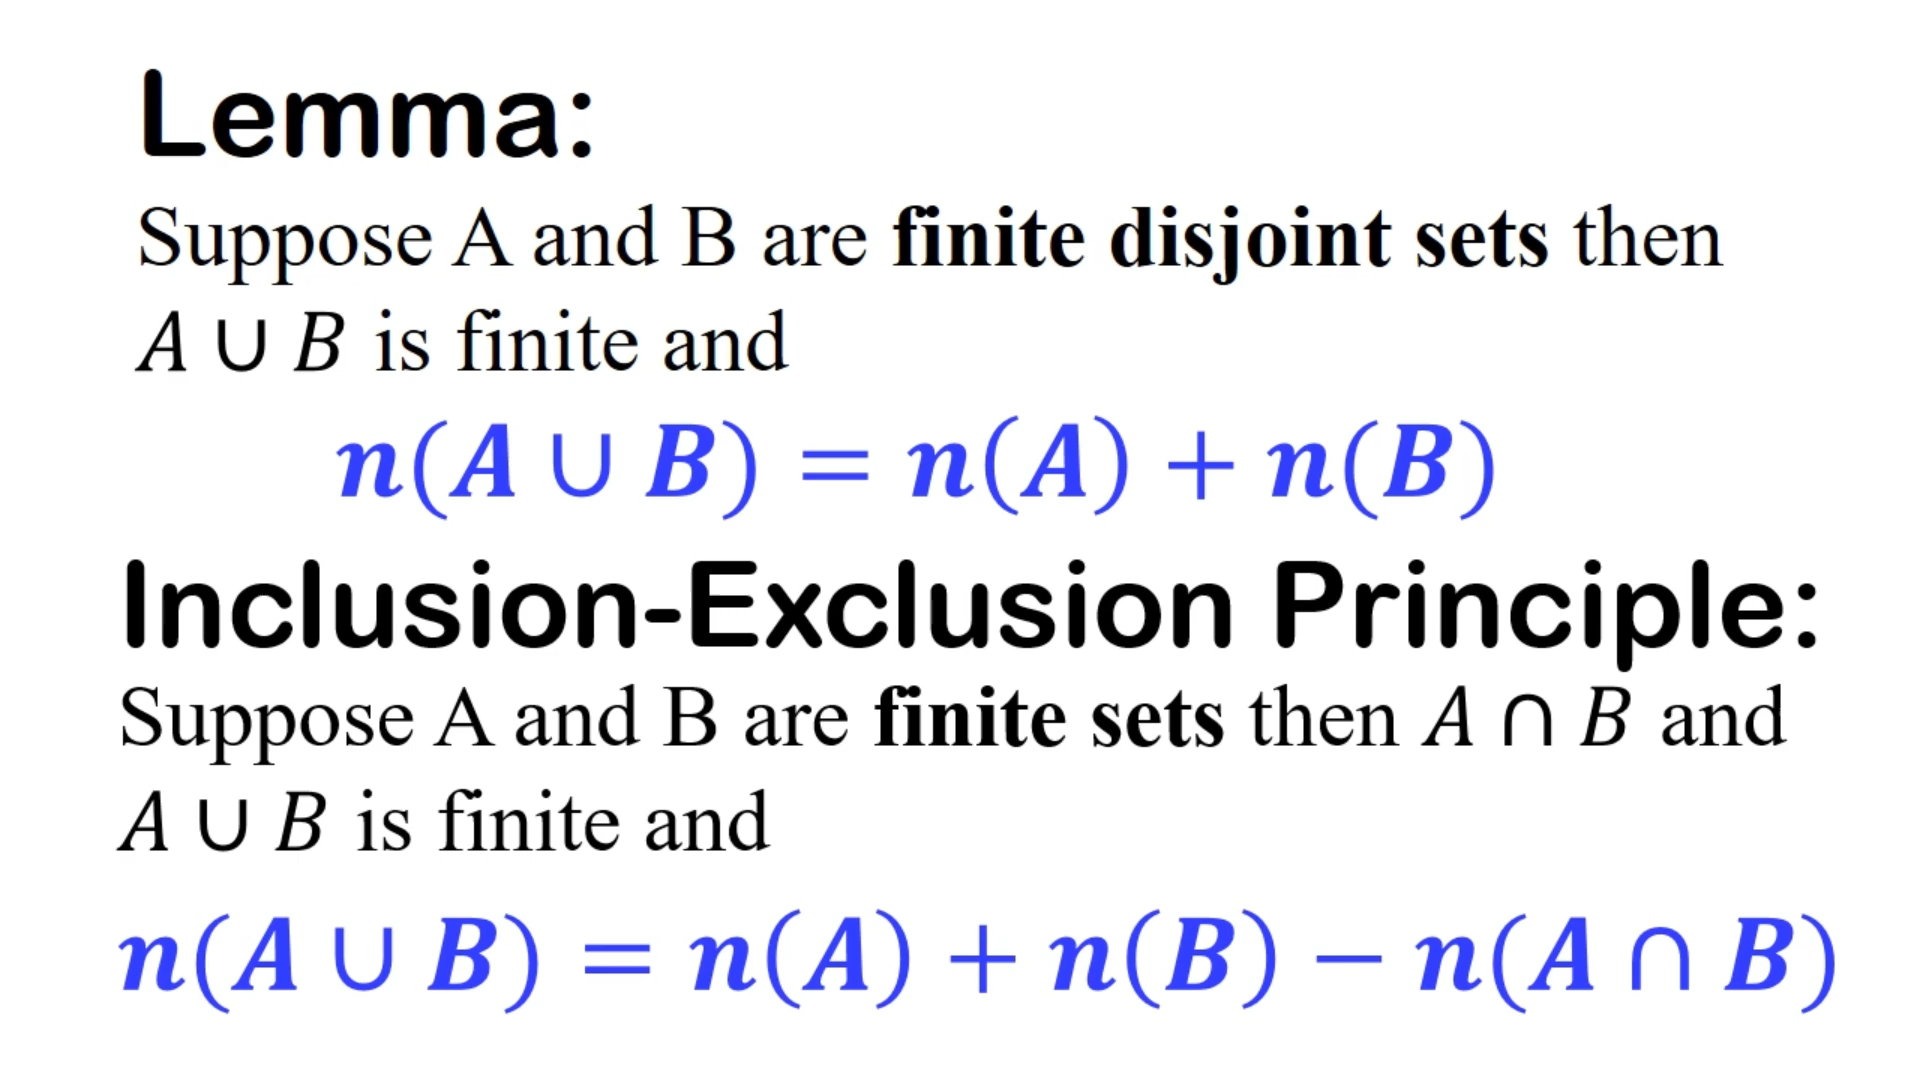 Lemma:
Suppose A and B are finite disjoint sets then
A ∪ B is finite and
n(A ∪ B) = n(A) + n(B)
Inclusion-Exclusion Principle:
Suppose A and B are finite sets then A ∩ B and
A ∪ B is finite and
n(A ∪ B) = n(A) + n(B) − n(A ∩ B)